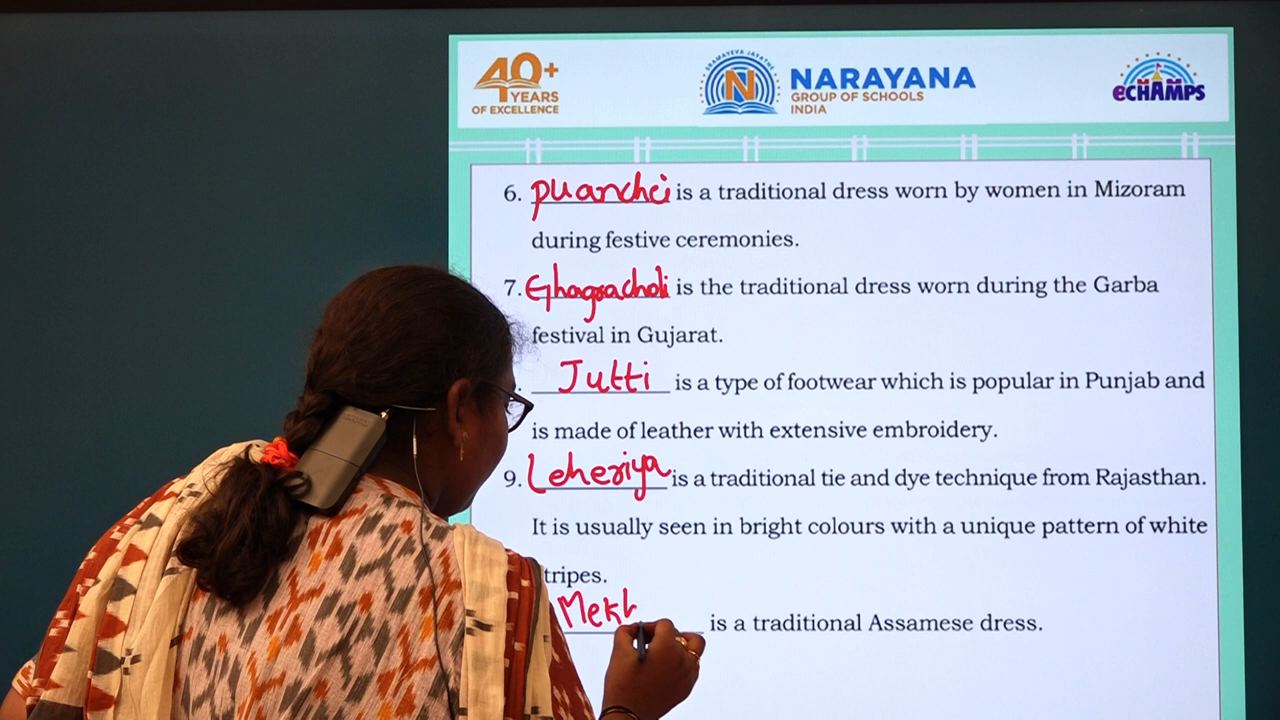 40+
YEARS
OF EXCELLENCE
SRAMAYEVA JAYATHE
N
NARAYANA
GROUP OF SCHOOLS
INDIA
eCHAMPS
6. puanchei is a traditional dress worn by women in Mizoram
during festive ceremonies.
7. Ghagracholi is the traditional dress worn during the Garba
festival in Gujarat.
. Jutti is a type of footwear which is popular in Punjab and
is made of leather with extensive embroidery.
9. Leheriya is a traditional tie and dye technique from Rajasthan.
It is usually seen in bright colours with a unique pattern of white
tripes.
Mekh is a traditional Assamese dress.